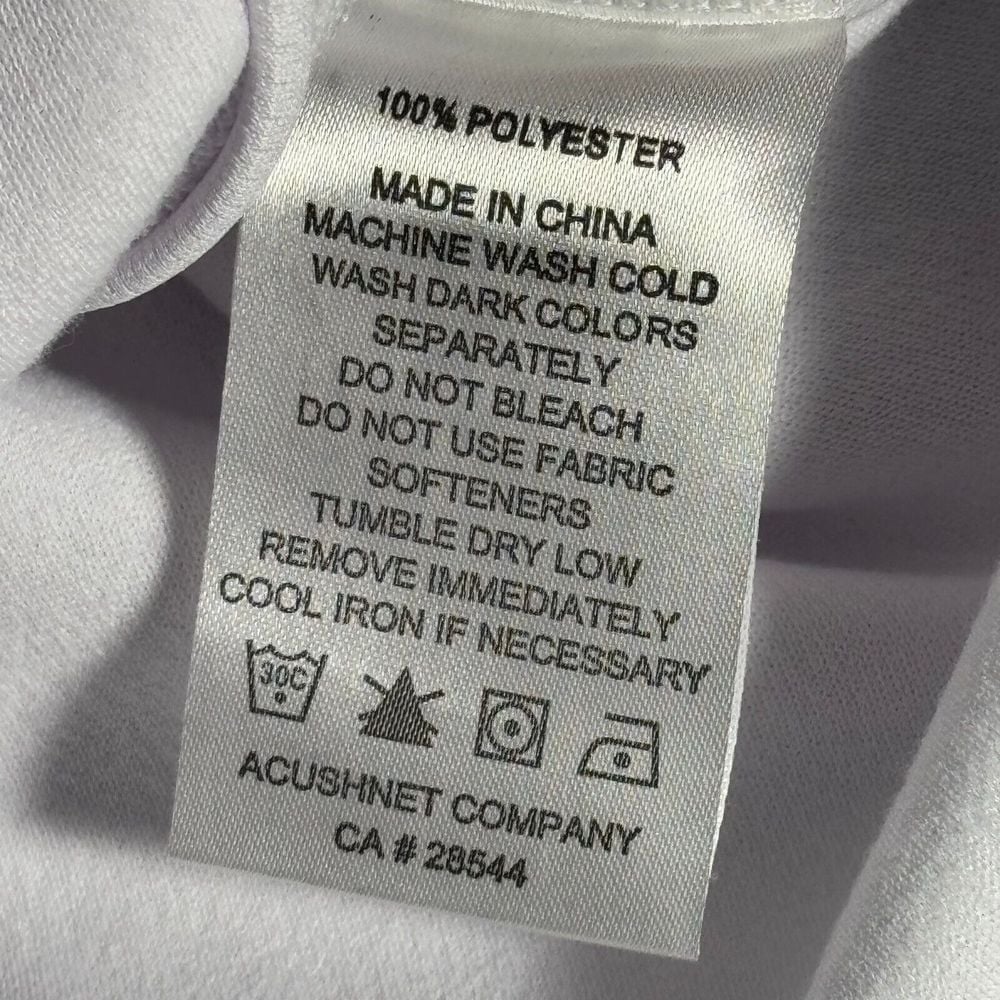 100% POLYESTER
MADE IN CHINA
MACHINE WASH COLD
WASH DARK COLORS
SEPARATELY
DO NOT BLEACH
DO NOT USE FABRIC
SOFTENERS
TUMBLE DRY LOW
REMOVE IMMEDIATELY
COOL IRON IF NECESSARY
30C
ACUSHNET COMPANY
CA # 28544